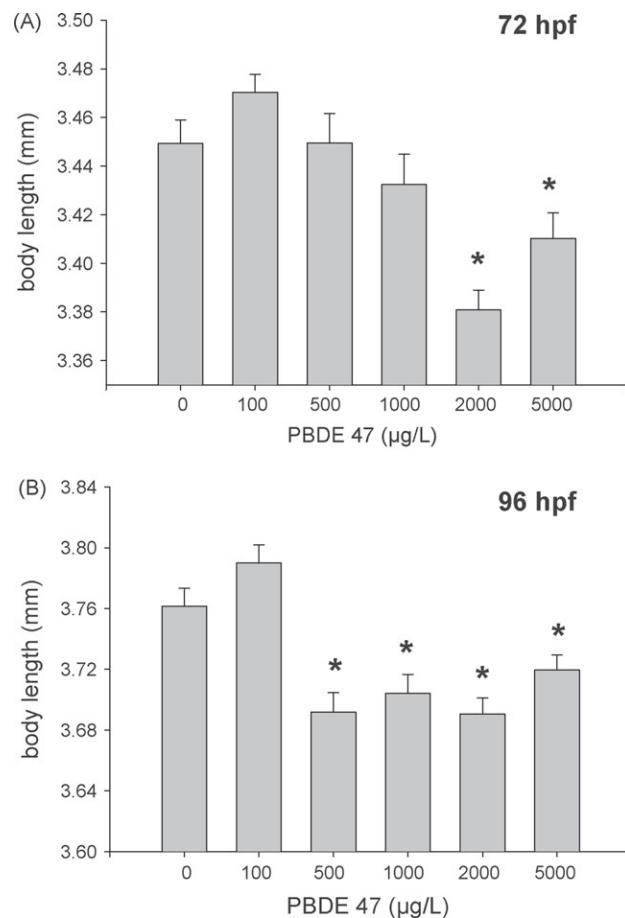 (A)
72 hpf
3.50
3.48
3.46
3.44
3.42
3.40
3.38
3.36
body length (mm)
* *
0 100 500 1000 2000 5000
PBDE 47 (µg/L)
(B)
96 hpf
3.84
3.80
3.76
3.72
3.68
3.64
3.60
body length (mm)
* * * *
0 100 500 1000 2000 5000
PBDE 47 (µg/L)